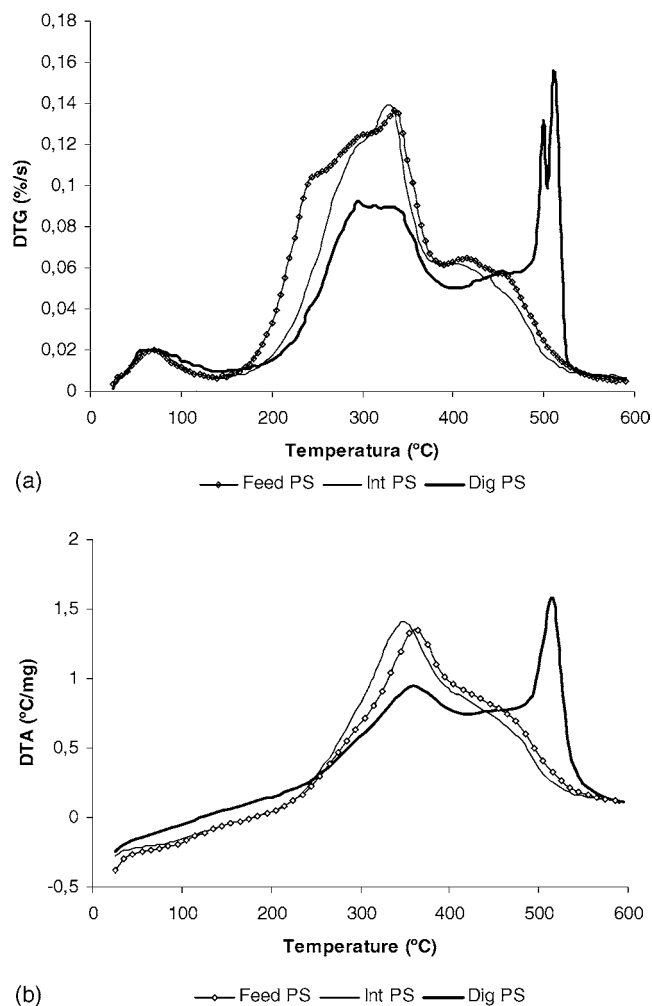 0,18
0,16
0,14
0,12
0,1
0,08
0,06
0,04
0,02
0
DTG (%/s)
0 100 200 300 400 500 600
Temperatura (ºC)
(a)
Feed PS Int PS Dig PS
2
1,5
1
0,5
0
-0,5
DTA (ºC/mg)
0 100 200 300 400 500 600
Temperature (ºC)
(b)
Feed PS Int PS Dig PS